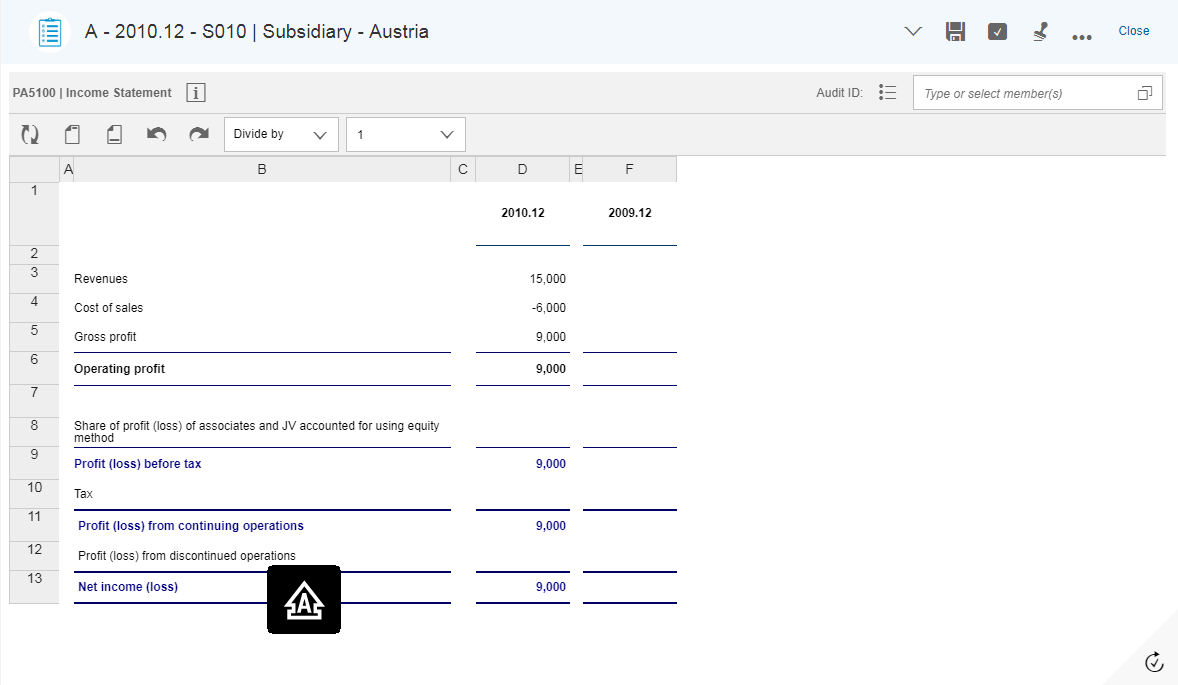 A - 2010.12 - S010 | Subsidiary - Austria
Close
PA5100 | Income Statement
i
Audit ID:
Type or select member(s)
Divide by
1
A B C D E F
1
2010.12 2009.12
2
3 Revenues 15,000
4 Cost of sales -6,000
5 Gross profit 9,000
6 Operating profit 9,000
7
8 Share of profit (loss) of associates and JV accounted for using equity
method
9 Profit (loss) before tax 9,000
10 Tax
11 Profit (loss) from continuing operations 9,000
12 Profit (loss) from discontinued operations
13 Net income (loss) 9,000
A